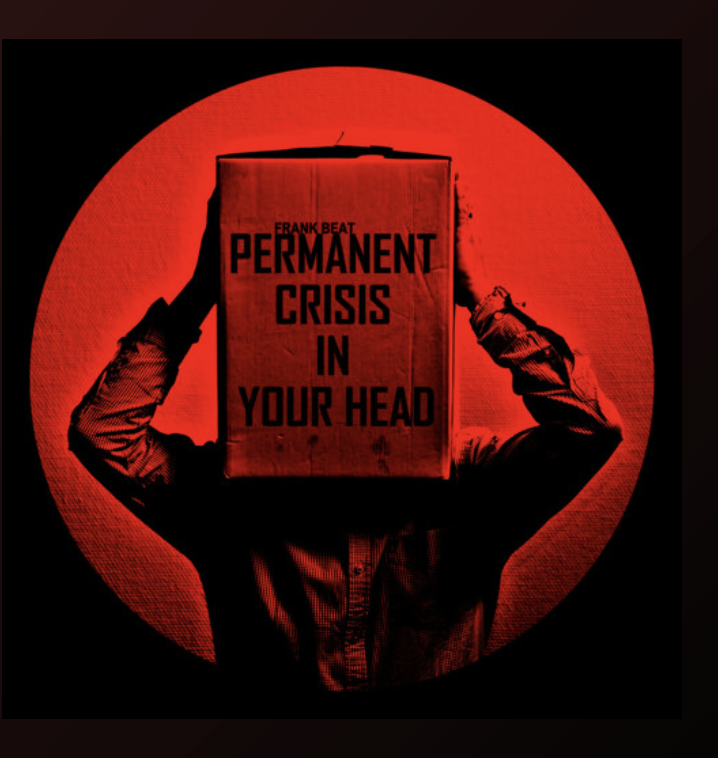 FRANK BEAT
PERMANENT
CRISIS
IN
YOUR HEAD